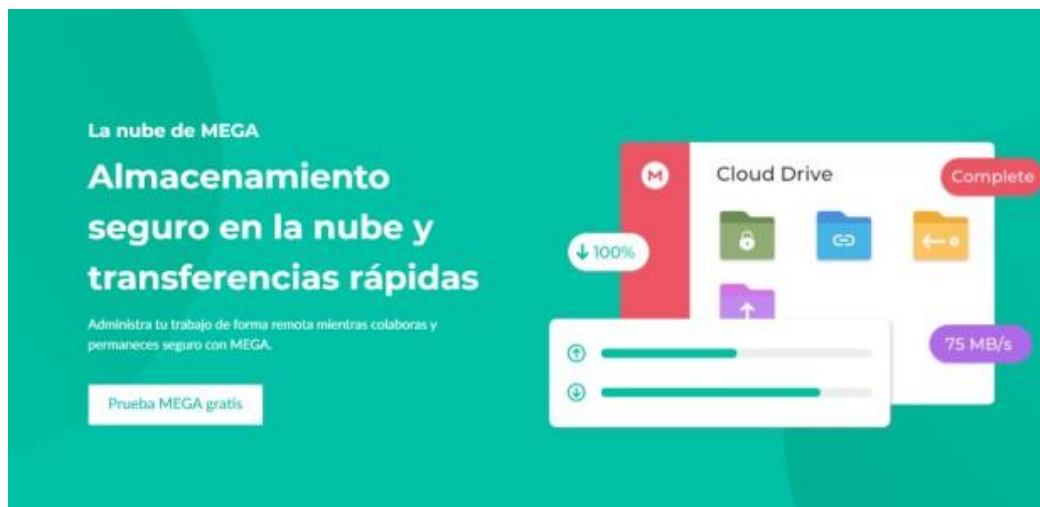 La nube de MEGA
Almacenamiento
seguro en la nube y
transferencias rápidas
Administra tu trabajo de forma remota mientras colaboras y
permaneces seguro con MEGA.
Prueba MEGA gratis
M
Cloud Drive
Complete
100%
75 MB/s